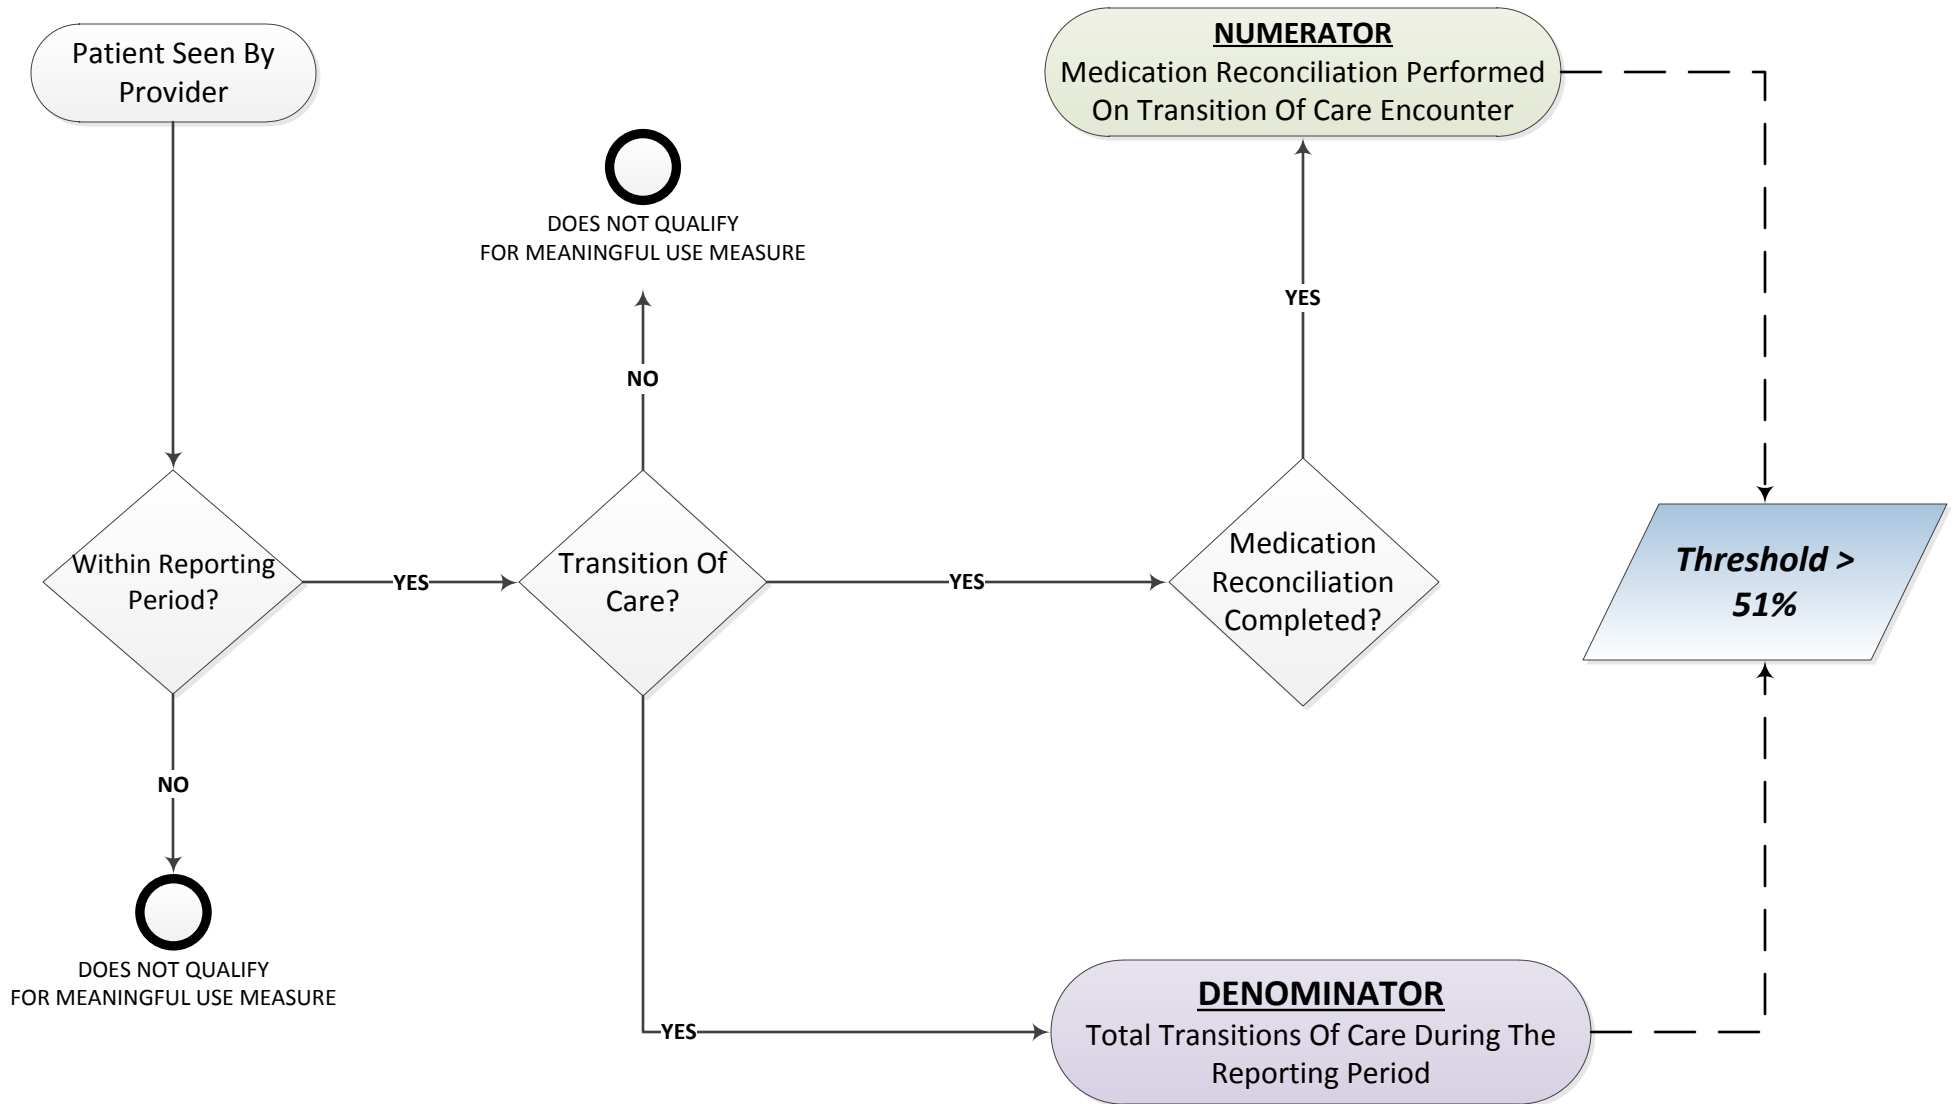 Patient Seen By
Provider
NUMERATOR
Medication Reconciliation Performed
On Transition Of Care Encounter
DOES NOT QUALIFY
FOR MEANINGFUL USE MEASURE
YES
NO
Within Reporting
Period?
YES
Transition Of
Care?
YES
Medication
Reconciliation
Completed?
Threshold >
51%
NO
DOES NOT QUALIFY
FOR MEANINGFUL USE MEASURE
YES
DENOMINATOR
Total Transitions Of Care During The
Reporting Period